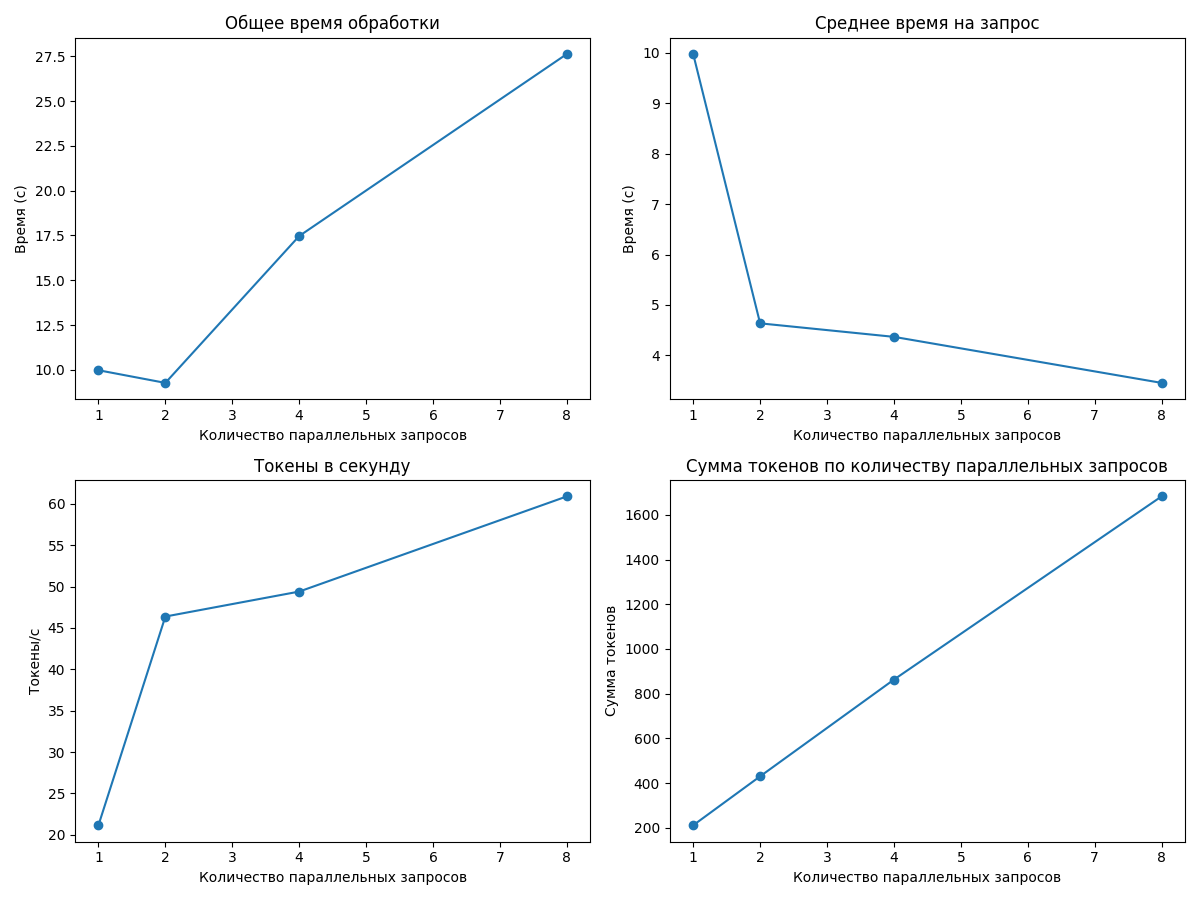 Общее время обработки
27.5
25.0
22.5
20.0
17.5
15.0
12.5
10.0
Время (с)
1 2 3 4 5 6 7 8
Количество параллельных запросов
Среднее время на запрос
10
9
8
7
6
5
4
Время (с)
1 2 3 4 5 6 7 8
Количество параллельных запросов
Токены в секунду
60
55
50
45
40
35
30
25
20
Токены/с
1 2 3 4 5 6 7 8
Количество параллельных запросов
Сумма токенов по количеству параллельных запросов
1600
1400
1200
1000
800
600
400
200
Сумма токенов
1 2 3 4 5 6 7 8
Количество параллельных запросов